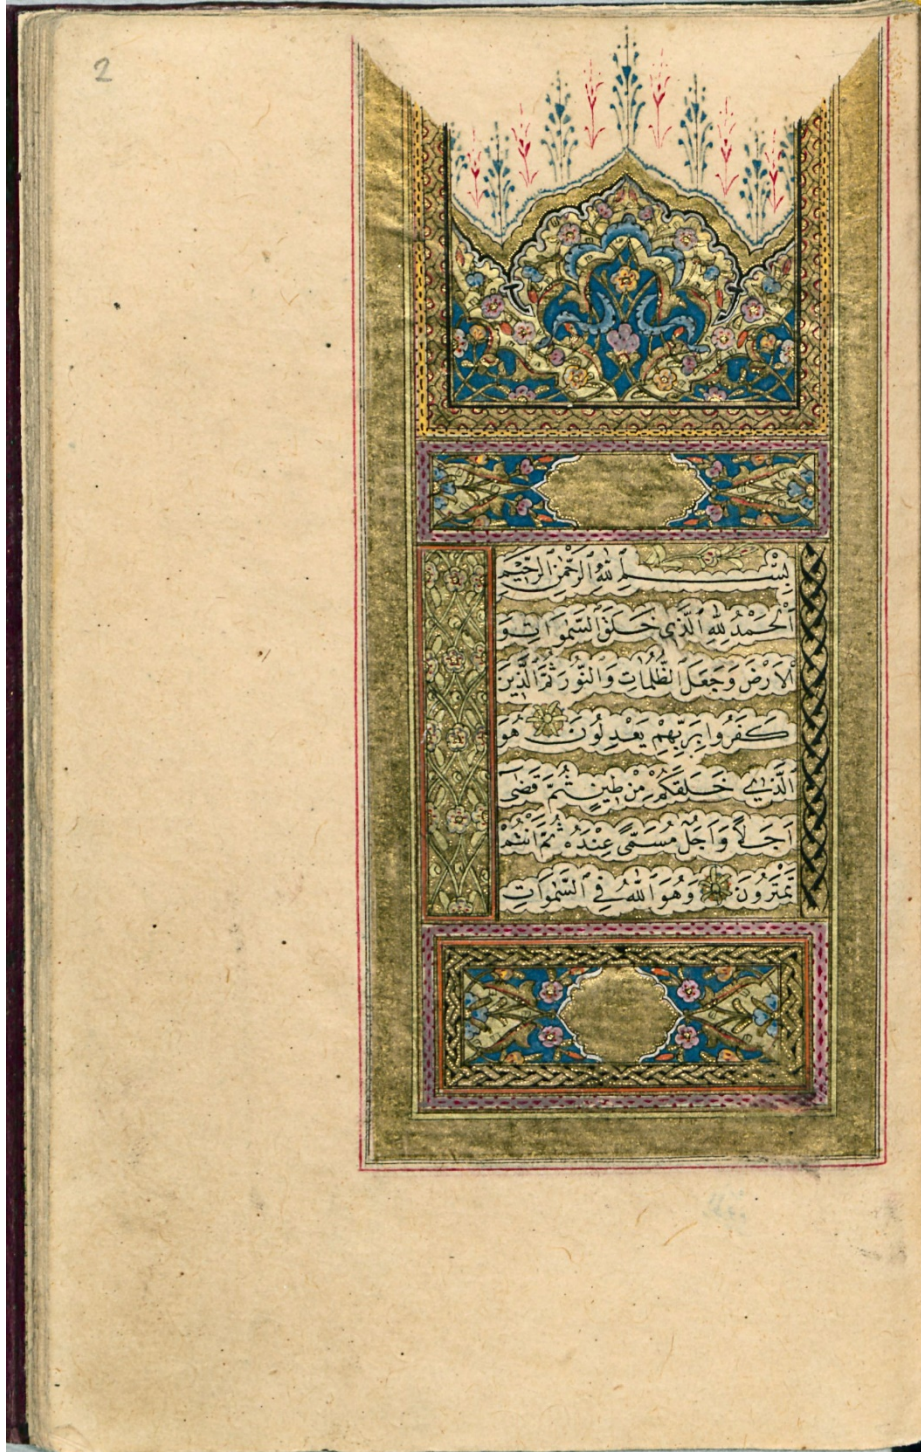 2
بِسْمِ اللّٰهِ الرَّحْمٰنِ الرَّحِيْمِ
اَلْحَمْدُ لِلّٰهِ الَّذِي خَلَقَ السَّمٰوَاتِ وَ
الْاَرْضَ وَجَعَلَ الظُّلُمَاتِ وَالنُّورَ ثُمَّ الَّذِينَ
كَفَرُوا بِرَبِّهِمْ يَعْدِلُونَ هُوَ
الَّذِي خَلَقَكُمْ مِنْ طِينٍ ثُمَّ قَضٰى
اَجَلًا وَاَجَلٌ مُسَمًّى عِنْدَهُ ثُمَّ اَنْتُمْ
تَمْتَرُونَ وَهُوَ اللّٰهُ فِي السَّمٰوَاتِ